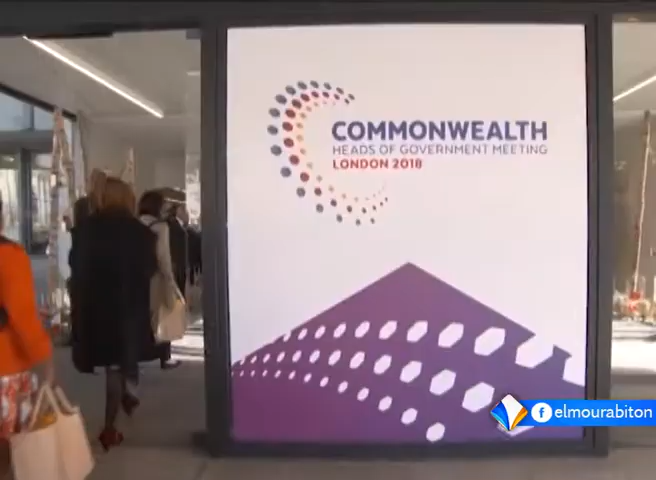 COMMONWEALTH
HEADS OF GOVERNMENT MEETING
LONDON 2018
elmourabiton